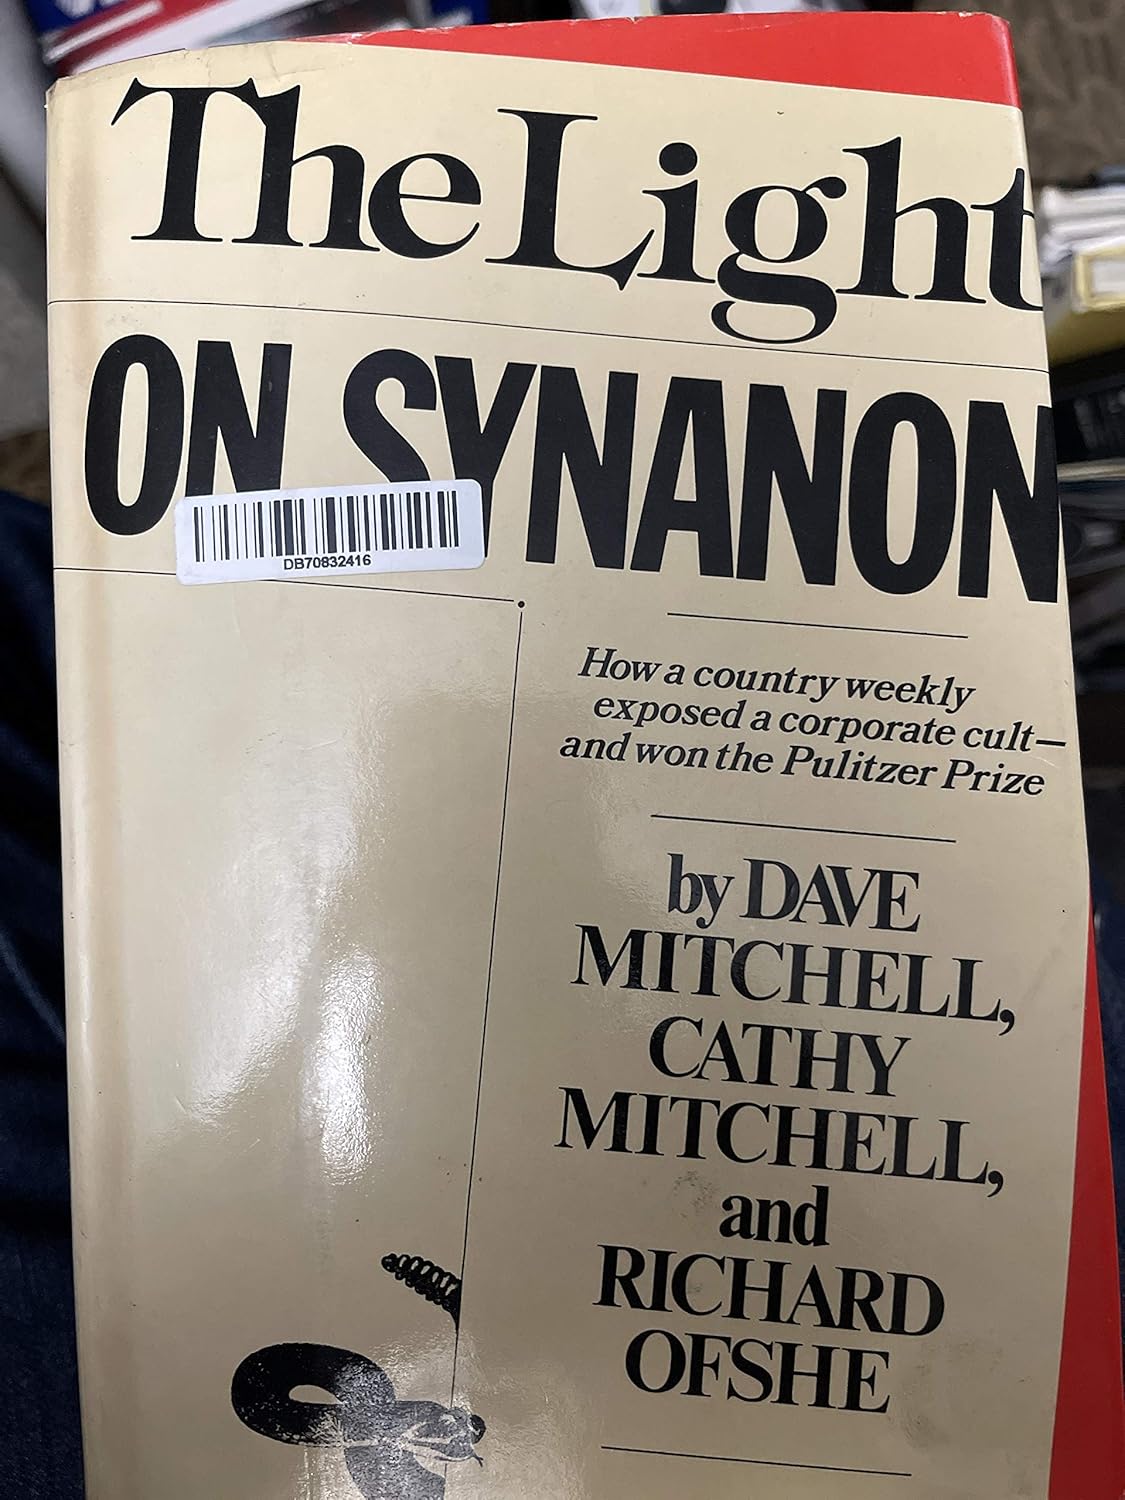 The Light
ON SYNANON
DB70832416
How a country weekly
exposed a corporate cult—
and won the Pulitzer Prize
by DAVE
MITCHELL,
CATHY
MITCHELL,
and
RICHARD
OFSHE